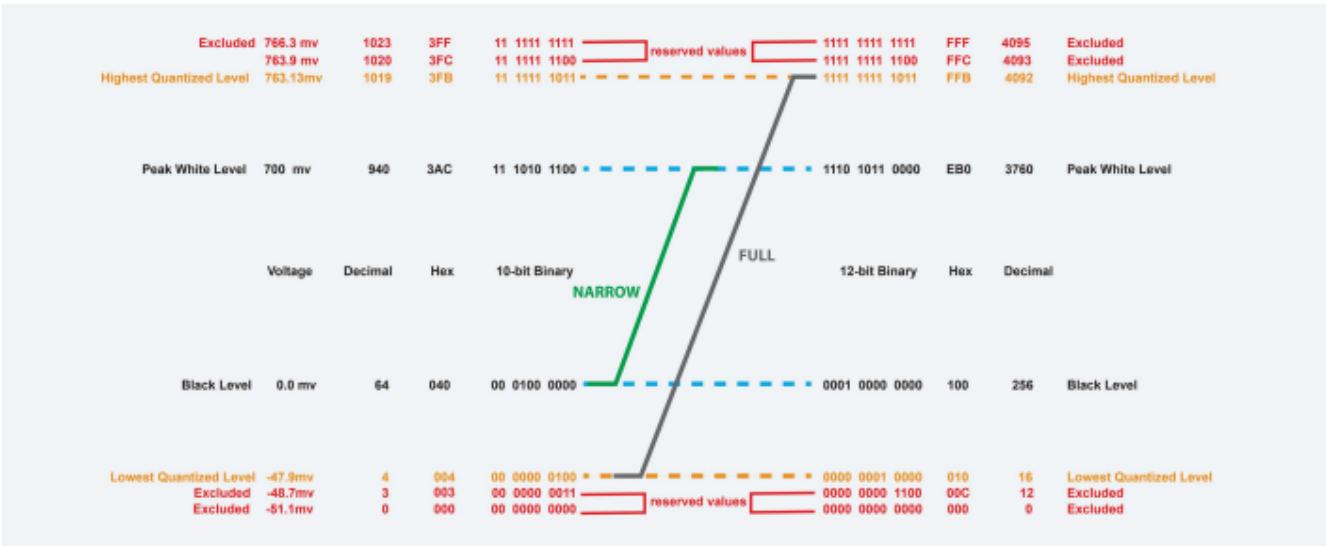 Excluded 766.3 mv 1023 3FF 11 1111 1111 reserved values 1111 1111 1111 FFF 4095 Excluded
763.9 mv 1020 3FC 11 1111 1100 1111 1111 1100 FFC 4093 Excluded
Highest Quantized Level 763.13mv 1019 3FB 11 1111 1011 1111 1111 1011 FFB 4092 Highest Quantized Level
Peak White Level 700 mv 940 3AC 11 1010 1100 1110 1011 0000 EB0 3760 Peak White Level
FULL
Voltage Decimal Hex 10-bit Binary 12-bit Binary Hex Decimal
NARROW
Black Level 0.0 mv 64 040 00 0100 0000 0001 0000 0000 100 256 Black Level
Lowest Quantized Level -47.9mv 4 004 00 0000 0100 0000 0001 0000 010 16 Lowest Quantized Level
Excluded -48.7mv 3 003 00 0000 0011 reserved values 0000 0000 1100 00C 12 Excluded
Excluded -51.1mv 0 000 00 0000 0000 0000 0000 0000 000 0 Excluded